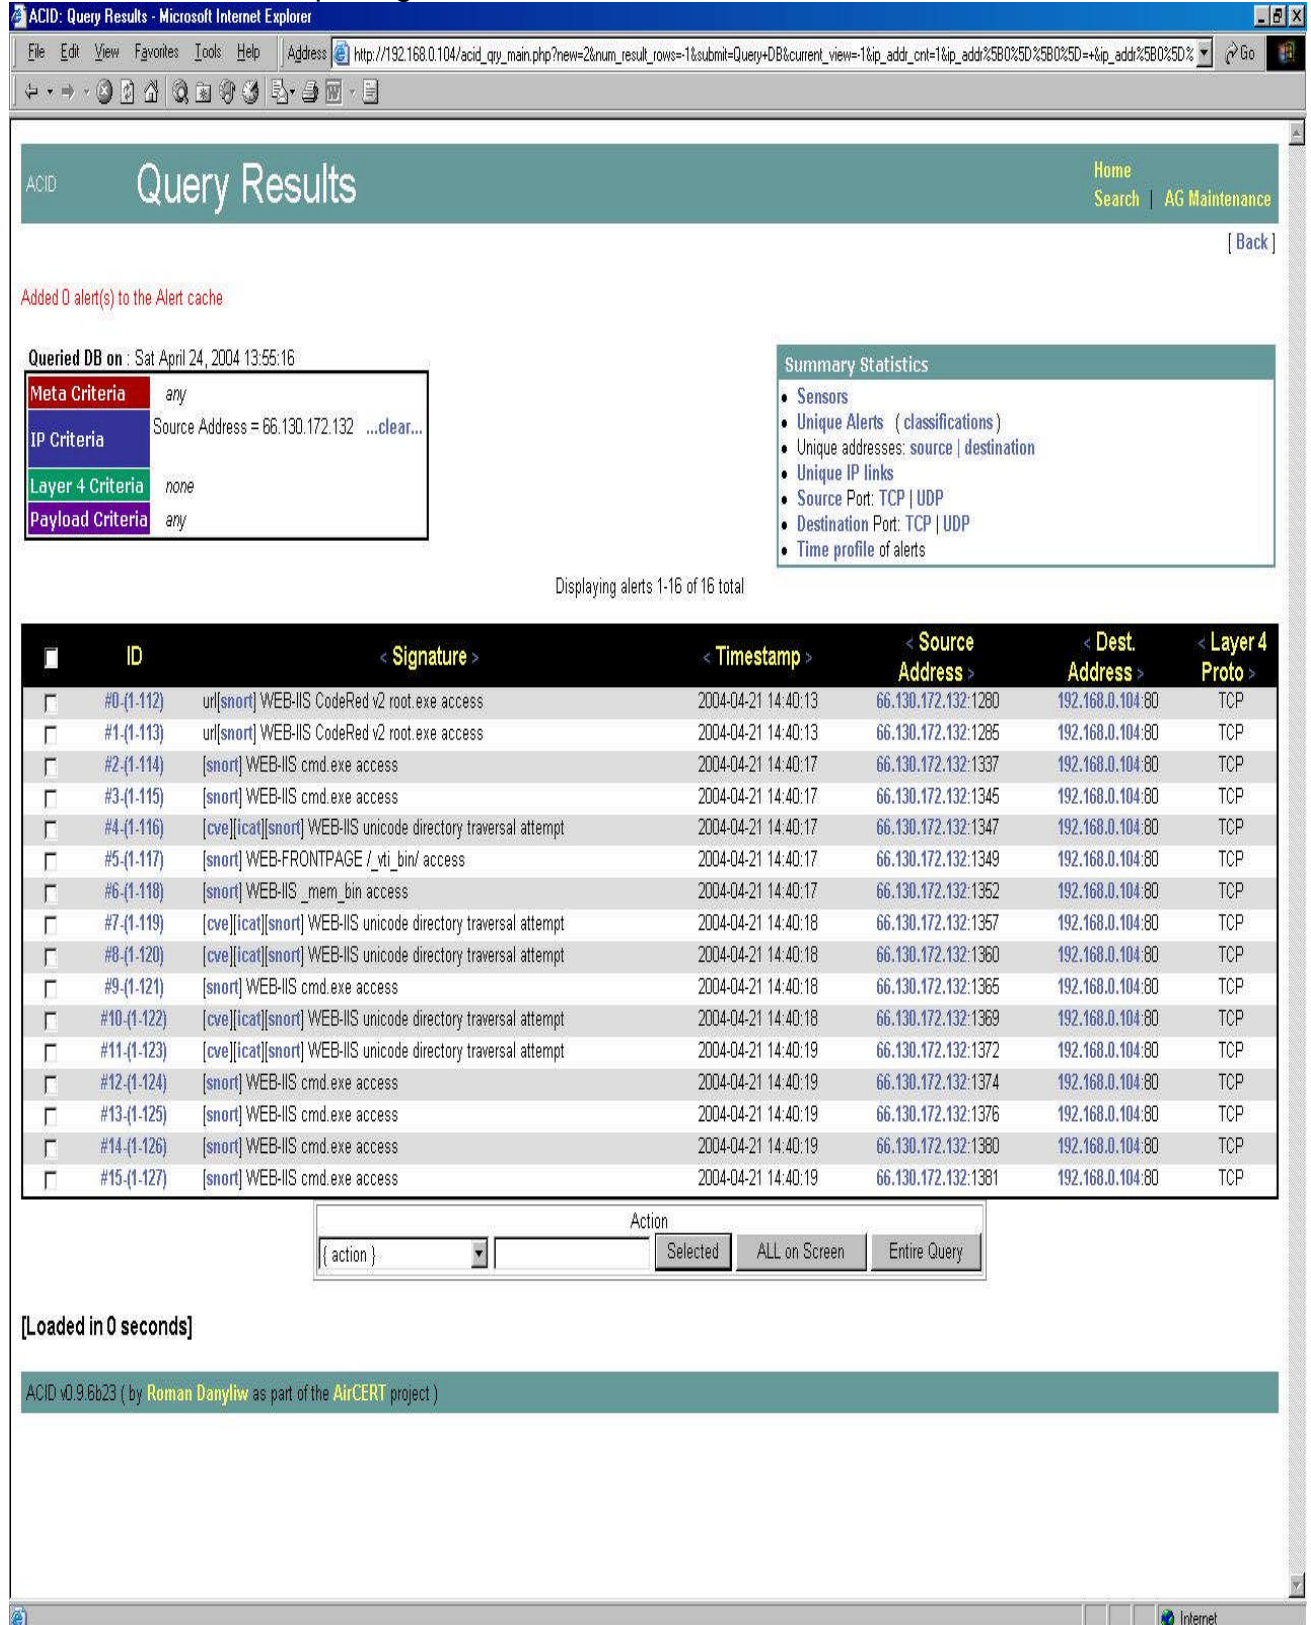 ACID: Query Results - Microsoft Internet Explorer
File Edit View Favorites Tools Help Address http://192.168.0.104/acid_qry_main.php?new=2&num_result_rows=-1&submit=Query+DB&current_view=-1&ip_addr_cnt=1&ip_addr%5B0%5D%5B0%5D=+&ip_addr%5B0%5D% Go
ACID Query Results Home
Search | AG Maintenance
[ Back ]
Added 0 alert(s) to the Alert cache
Queried DB on : Sat April 24, 2004 13:55:16
Meta Criteria any
IP Criteria Source Address = 66.130.172.132 ...clear...
Layer 4 Criteria none
Payload Criteria any
Summary Statistics
• Sensors
• Unique Alerts ( classifications )
• Unique addresses: source | destination
• Unique IP links
• Source Port: TCP | UDP
• Destination Port: TCP | UDP
• Time profile of alerts
Displaying alerts 1-16 of 16 total
ID < Signature > < Timestamp > < Source Address > < Dest. Address > < Layer 4 Proto >
#0-(1-112) url[snort] WEB-IIS CodeRed v2 root.exe access 2004-04-21 14:40:13 66.130.172.132:1280 192.168.0.104:80 TCP
#1-(1-113) url[snort] WEB-IIS CodeRed v2 root.exe access 2004-04-21 14:40:13 66.130.172.132:1285 192.168.0.104:80 TCP
#2-(1-114) [snort] WEB-IIS cmd.exe access 2004-04-21 14:40:17 66.130.172.132:1337 192.168.0.104:80 TCP
#3-(1-115) [snort] WEB-IIS cmd.exe access 2004-04-21 14:40:17 66.130.172.132:1345 192.168.0.104:80 TCP
#4-(1-116) [cve][icat][snort] WEB-IIS unicode directory traversal attempt 2004-04-21 14:40:17 66.130.172.132:1347 192.168.0.104:80 TCP
#5-(1-117) [snort] WEB-FRONTPAGE /_vti_bin/ access 2004-04-21 14:40:17 66.130.172.132:1349 192.168.0.104:80 TCP
#6-(1-118) [snort] WEB-IIS _mem_bin access 2004-04-21 14:40:17 66.130.172.132:1352 192.168.0.104:80 TCP
#7-(1-119) [cve][icat][snort] WEB-IIS unicode directory traversal attempt 2004-04-21 14:40:18 66.130.172.132:1357 192.168.0.104:80 TCP
#8-(1-120) [cve][icat][snort] WEB-IIS unicode directory traversal attempt 2004-04-21 14:40:18 66.130.172.132:1360 192.168.0.104:80 TCP
#9-(1-121) [snort] WEB-IIS cmd.exe access 2004-04-21 14:40:18 66.130.172.132:1365 192.168.0.104:80 TCP
#10-(1-122) [cve][icat][snort] WEB-IIS unicode directory traversal attempt 2004-04-21 14:40:18 66.130.172.132:1369 192.168.0.104:80 TCP
#11-(1-123) [cve][icat][snort] WEB-IIS unicode directory traversal attempt 2004-04-21 14:40:19 66.130.172.132:1372 192.168.0.104:80 TCP
#12-(1-124) [snort] WEB-IIS cmd.exe access 2004-04-21 14:40:19 66.130.172.132:1374 192.168.0.104:80 TCP
#13-(1-125) [snort] WEB-IIS cmd.exe access 2004-04-21 14:40:19 66.130.172.132:1376 192.168.0.104:80 TCP
#14-(1-126) [snort] WEB-IIS cmd.exe access 2004-04-21 14:40:19 66.130.172.132:1380 192.168.0.104:80 TCP
#15-(1-127) [snort] WEB-IIS cmd.exe access 2004-04-21 14:40:19 66.130.172.132:1381 192.168.0.104:80 TCP
Action
{ action } Selected ALL on Screen Entire Query
[Loaded in 0 seconds]
ACID v0.9.6b23 ( by Roman Danyliw as part of the AirCERT project )
Internet